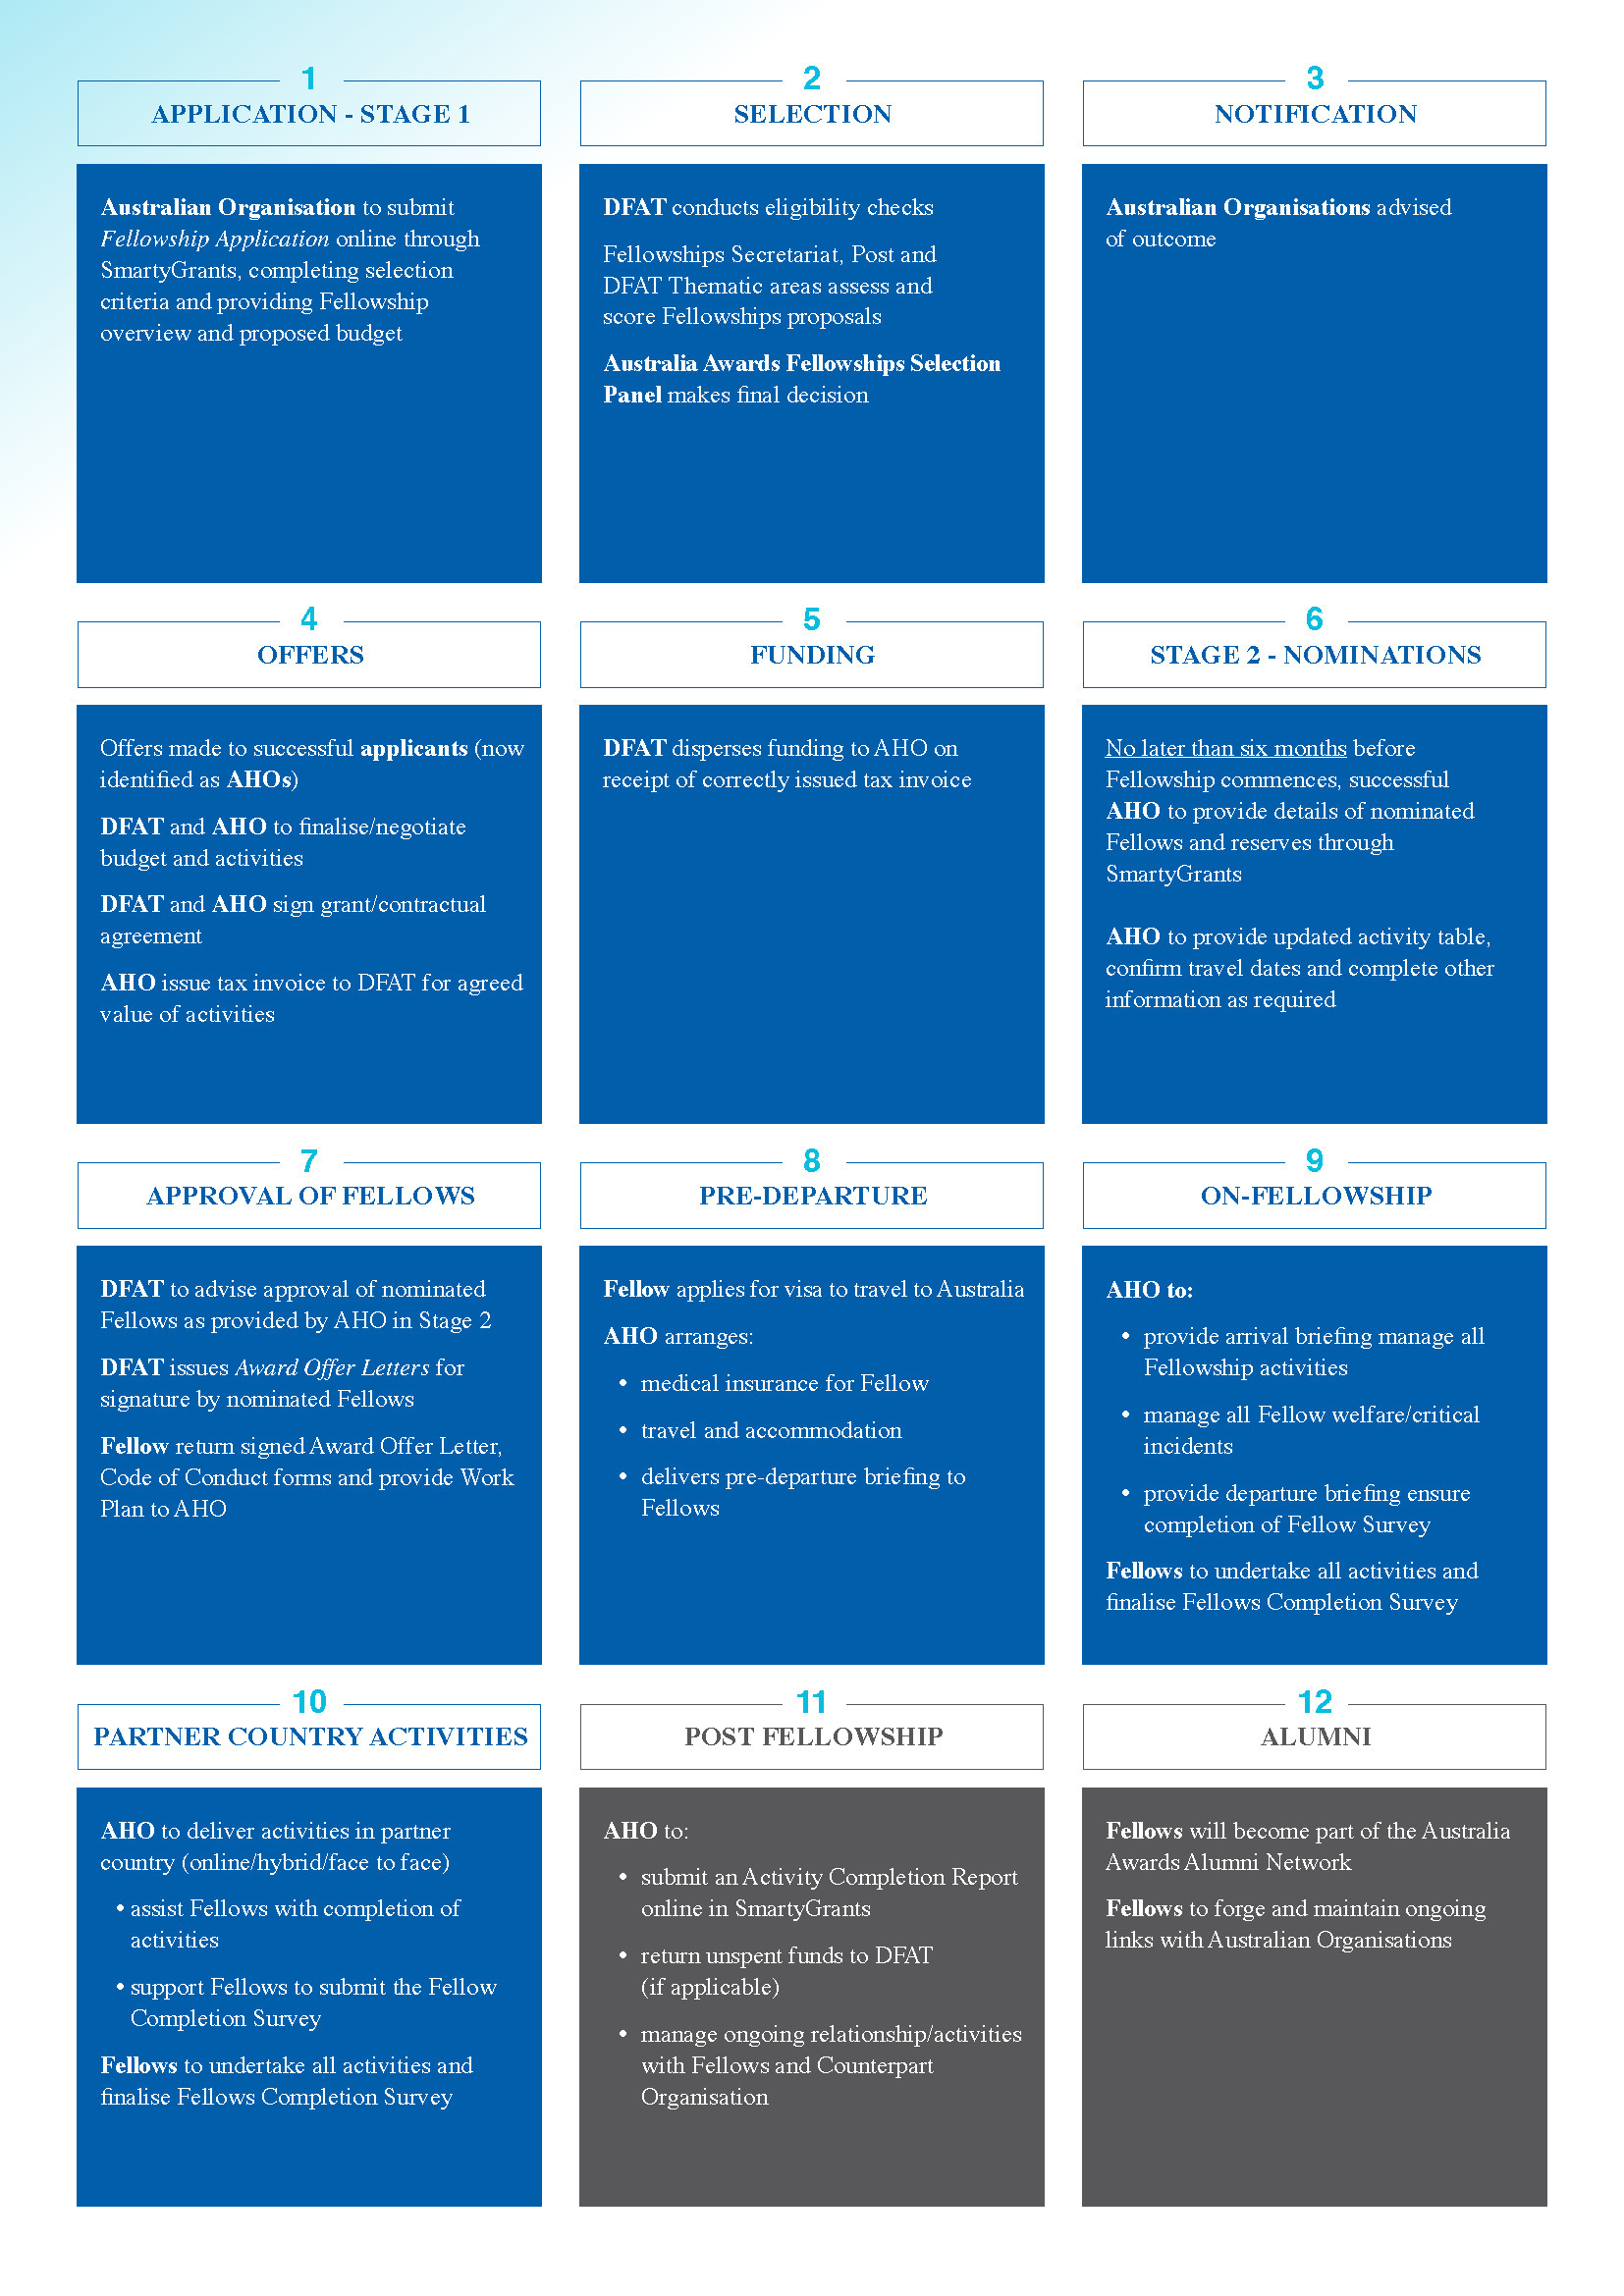 1
APPLICATION - STAGE 1
Australian Organisation to submit
Fellowship Application online through
SmartyGrants, completing selection
criteria and providing Fellowship
overview and proposed budget
2
SELECTION
DFAT conducts eligibility checks
Fellowships Secretariat, Post and
DFAT Thematic areas assess and
score Fellowships proposals
Australia Awards Fellowships Selection
Panel makes final decision
3
NOTIFICATION
Australian Organisations advised
of outcome
4
OFFERS
Offers made to successful applicants (now
identified as AHOs)
DFAT and AHO to finalise/negotiate
budget and activities
DFAT and AHO sign grant/contractual
agreement
AHO issue tax invoice to DFAT for agreed
value of activities
5
FUNDING
DFAT disperses funding to AHO on
receipt of correctly issued tax invoice
6
STAGE 2 - NOMINATIONS
No later than six months before
Fellowship commences, successful
AHO to provide details of nominated
Fellows and reserves through
SmartyGrants
AHO to provide updated activity table,
confirm travel dates and complete other
information as required
7
APPROVAL OF FELLOWS
DFAT to advise approval of nominated
Fellows as provided by AHO in Stage 2
DFAT issues Award Offer Letters for
signature by nominated Fellows
Fellow return signed Award Offer Letter,
Code of Conduct forms and provide Work
Plan to AHO
8
PRE-DEPARTURE
Fellow applies for visa to travel to Australia
AHO arranges:
• medical insurance for Fellow
• travel and accommodation
• delivers pre-departure briefing to
Fellows
9
ON-FELLOWSHIP
AHO to:
• provide arrival briefing manage all
Fellowship activities
• manage all Fellow welfare/critical
incidents
• provide departure briefing ensure
completion of Fellow Survey
Fellows to undertake all activities and
finalise Fellows Completion Survey
10
PARTNER COUNTRY ACTIVITIES
AHO to deliver activities in partner
country (online/hybrid/face to face)
• assist Fellows with completion of
activities
• support Fellows to submit the Fellow
Completion Survey
Fellows to undertake all activities and
finalise Fellows Completion Survey
11
POST FELLOWSHIP
AHO to:
• submit an Activity Completion Report
online in SmartyGrants
• return unspent funds to DFAT
(if applicable)
• manage ongoing relationship/activities
with Fellows and Counterpart
Organisation
12
ALUMNI
Fellows will become part of the Australia
Awards Alumni Network
Fellows to forge and maintain ongoing
links with Australian Organisations